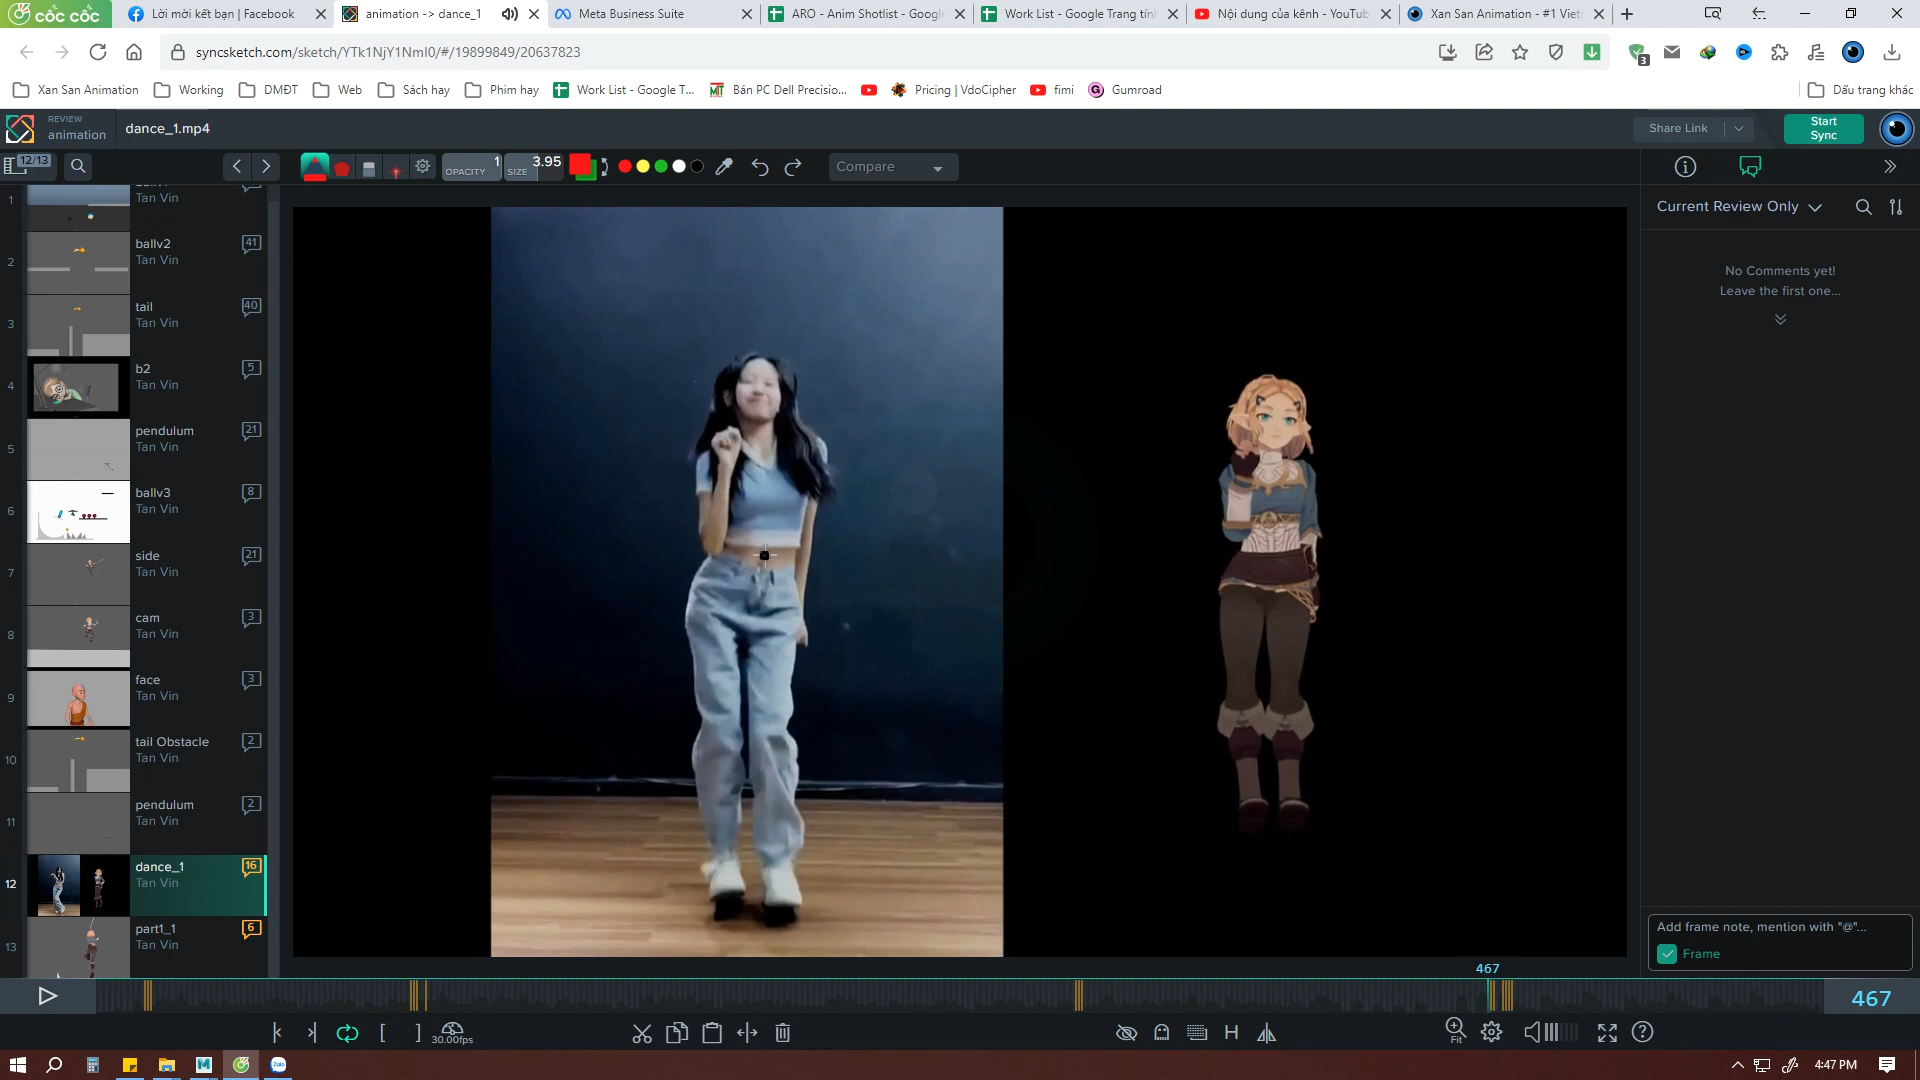 cốc cốc
Lời mời kết bạn | Facebook
animation -> dance_1
Meta Business Suite
ARO - Anim Shotlist - Google
Work List - Google Trang tính
Nội dung của kênh - YouTub
Xan San Animation - #1 Viet
syncsketch.com/sketch/YTk1NjY1NmI0/#/19899849/20637823
3
Xan San Animation
Working
DMĐT
Web
Sách hay
Phim hay
Work List - Google T...
Bán PC Dell Precisio...
Pricing | VdoCipher
fimi
Gumroad
Dấu trang khác
REVIEW
animation
dance_1.mp4
Share Link
Start
Sync
12/13
OPACITY 1
SIZE 3.95
Compare
Current Review Only
No Comments yet!
Leave the first one...
1
Tan Vin
2
ballv2
Tan Vin
41
3
tail
Tan Vin
40
4
b2
Tan Vin
5
5
pendulum
Tan Vin
21
6
ballv3
Tan Vin
8
7
side
Tan Vin
21
8
cam
Tan Vin
3
9
face
Tan Vin
3
10
tail Obstacle
Tan Vin
2
11
pendulum
Tan Vin
2
12
dance_1
Tan Vin
16
13
part1_1
Tan Vin
6
Add frame note, mention with "@"...
Frame
467
467
30.00fps
H
Fit
Zalo
4:47 PM